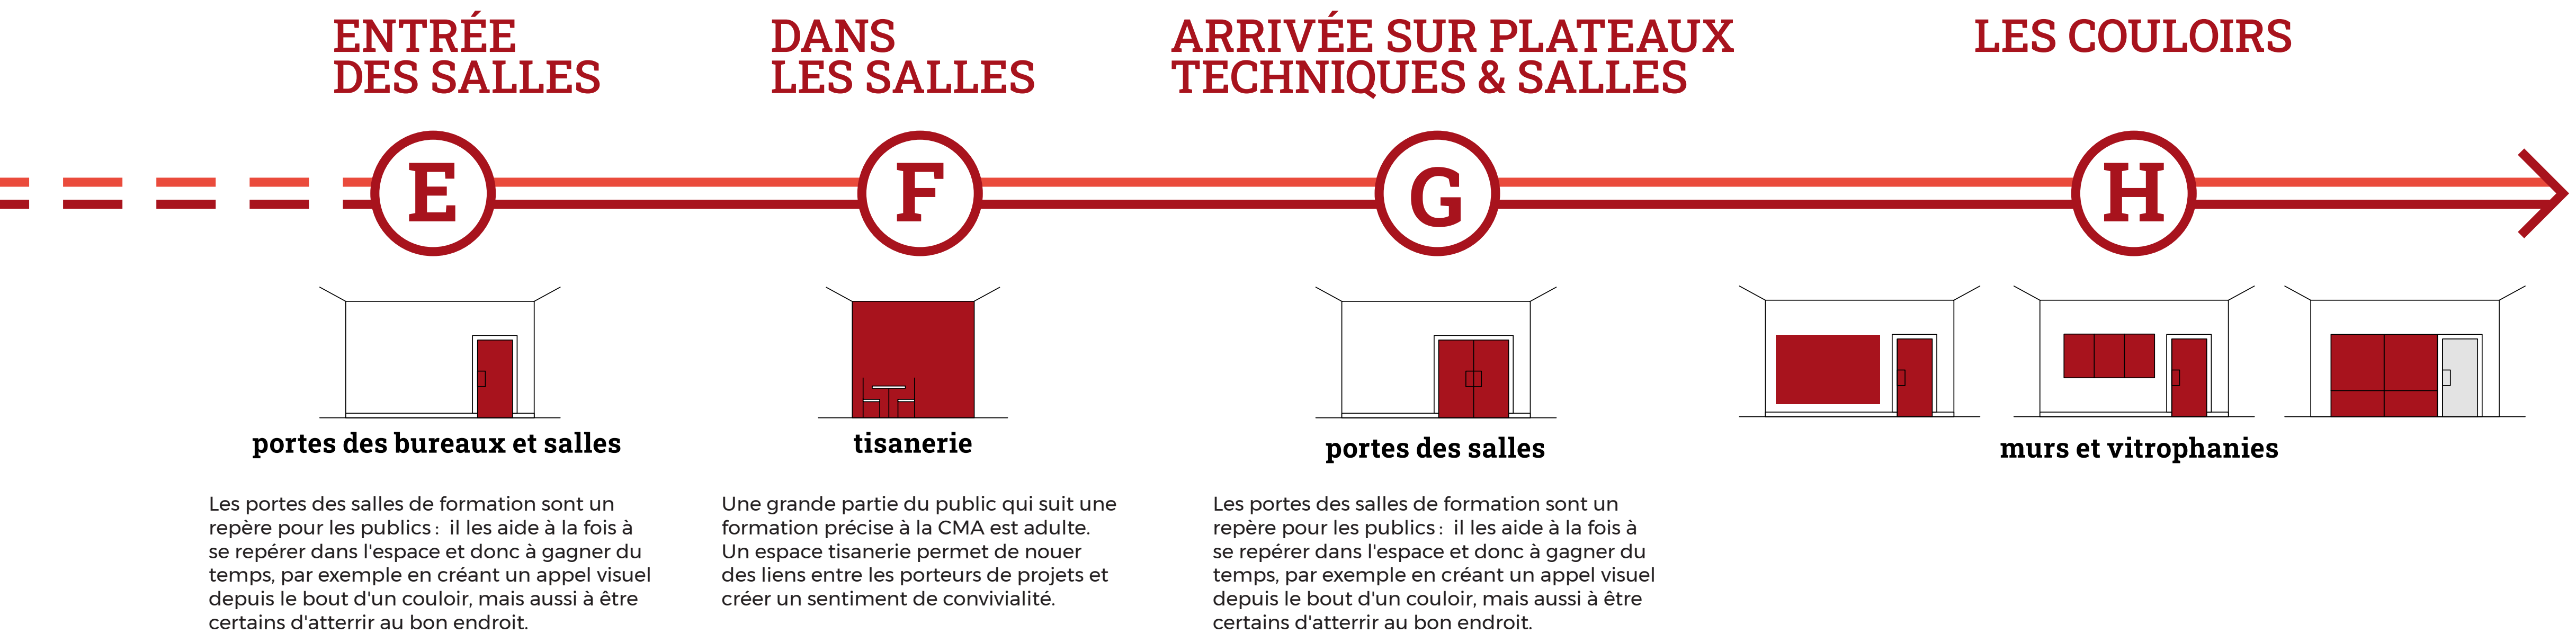 ENTRÉE
DES SALLES
E
portes des bureaux et salles
Les portes des salles de formation sont un
repère pour les publics :  il les aide à la fois à
se repérer dans l'espace et donc à gagner du
temps, par exemple en créant un appel visuel
depuis le bout d'un couloir, mais aussi à être
certains d'atterrir au bon endroit.
DANS
LES SALLES
F
tisanerie
Une grande partie du public qui suit une
formation précise à la CMA est adulte.
Un espace tisanerie permet de nouer
des liens entre les porteurs de projets et
créer un sentiment de convivialité.
ARRIVÉE SUR PLATEAUX
TECHNIQUES & SALLES
G
portes des salles
Les portes des salles de formation sont un
repère pour les publics :  il les aide à la fois à
se repérer dans l'espace et donc à gagner du
temps, par exemple en créant un appel visuel
depuis le bout d'un couloir, mais aussi à être
certains d'atterrir au bon endroit.
LES COULOIRS
H
murs et vitrophanies